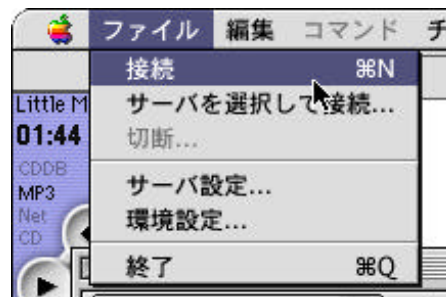 ファイル 編集 コマンド
接続 ⌘N
サーバを選択して接続...
切断...
サーバ設定...
環境設定...
終了 ⌘Q
Little M
01:44
CDDB
MP3
Net
CD